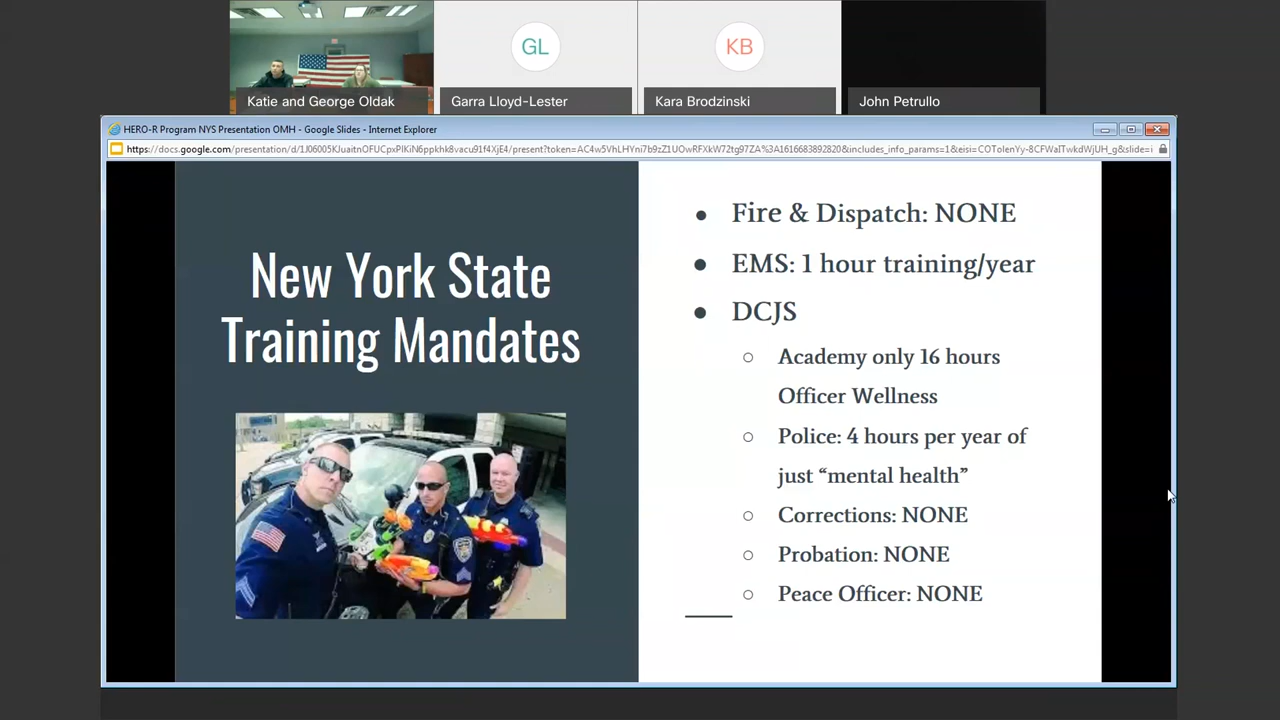 GL
KB
Katie and George Oldak
Garra Lloyd-Lester
Kara Brodzinski
John Petrullo
HERO-R Program NYS Presentation OMH - Google Slides - Internet Explorer
New York State
Training Mandates
● Fire & Dispatch: NONE
● EMS: 1 hour training/year
● DCJS
○ Academy only 16 hours
Officer Wellness
○ Police: 4 hours per year of
just “mental health”
○ Corrections: NONE
○ Probation: NONE
○ Peace Officer: NONE